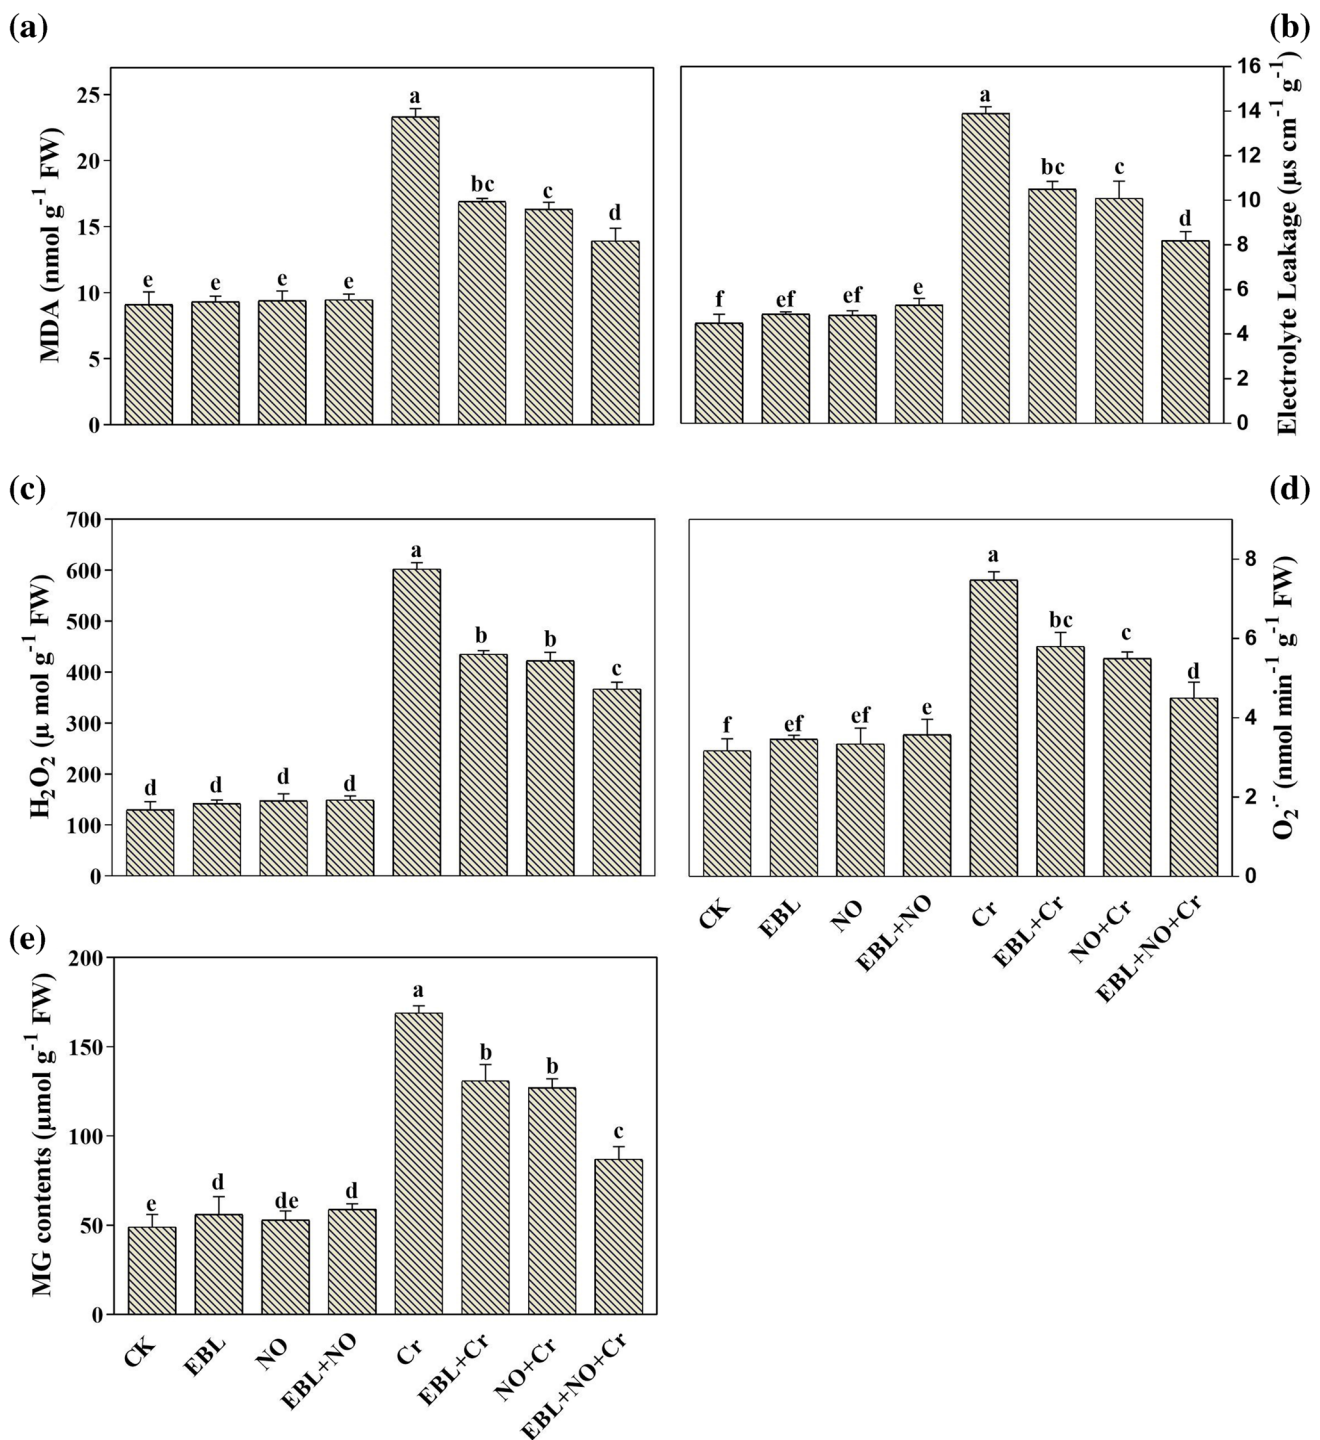 (a)
(b)
MDA (nmol g-1 FW)
25
20
15
10
5
0
e e e e a bc c d
Electrolyte Leakage (µs cm-1 g-1)
16
14
12
10
8
6
4
2
0
f ef ef e a bc c d
(c)
(d)
H2O2 (µ mol g-1 FW)
700
600
500
400
300
200
100
0
d d d d a b b c
O2·- (nmol min-1 g-1 FW)
8
6
4
2
0
f ef ef e a bc c d
CK EBL NO EBL+NO Cr EBL+Cr NO+Cr EBL+NO+Cr
(e)
MG contents (µmol g-1 FW)
200
150
100
50
0
e d de d a b b c
CK EBL NO EBL+NO Cr EBL+Cr NO+Cr EBL+NO+Cr